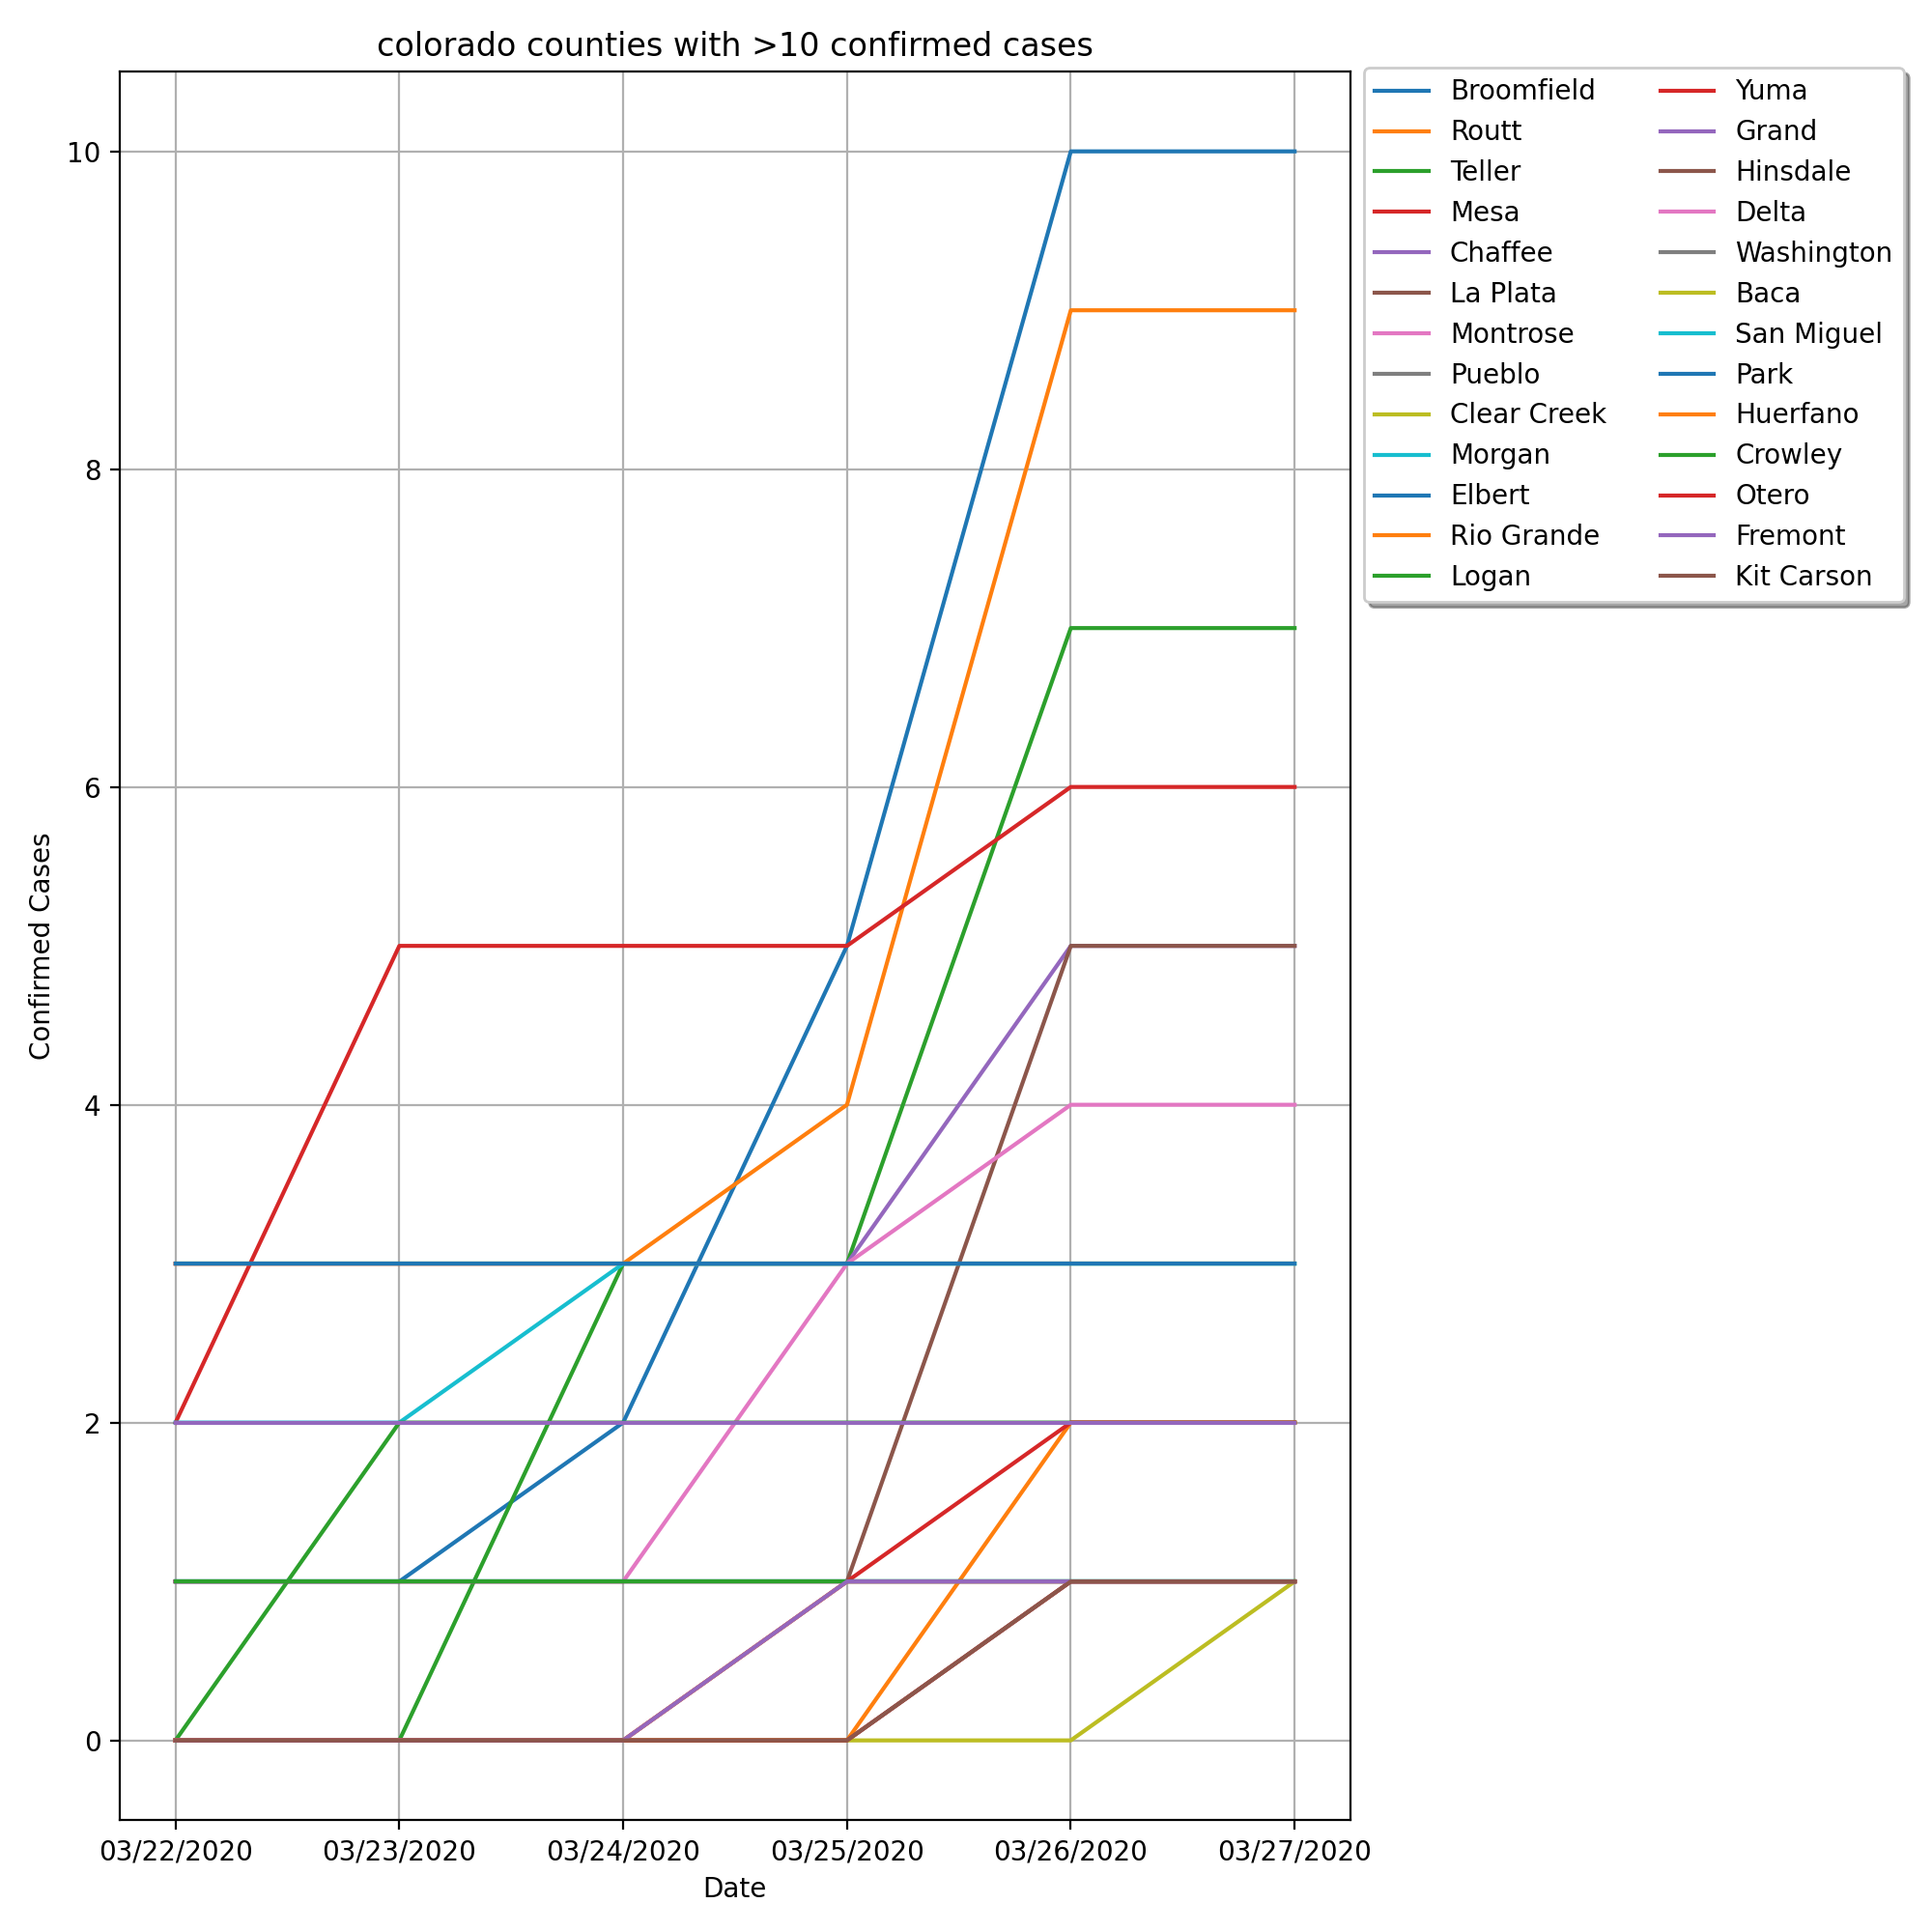 colorado counties with >10 confirmed cases
Confirmed Cases
10
8
6
4
2
0
03/22/2020 03/23/2020 03/24/2020 03/25/2020 03/26/2020 03/27/2020
Date
Broomfield
Routt
Teller
Mesa
Chaffee
La Plata
Montrose
Pueblo
Clear Creek
Morgan
Elbert
Rio Grande
Logan
Yuma
Grand
Hinsdale
Delta
Washington
Baca
San Miguel
Park
Huerfano
Crowley
Otero
Fremont
Kit Carson